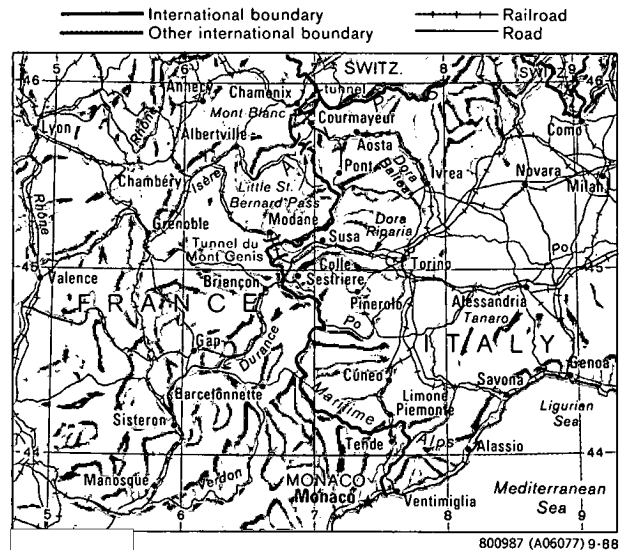 International boundary
Railroad
Other international boundary
Road
5 6 7 8 9
46 46
SWITZ. SWITZ.
Annecy
Chamonix
Tunnel
Mont Blanc
Courmayeur
Lyon
Rhône
Albertville
Aosta
Como
Pont
Dora
Baltea
Ivrea
Novara
Milan
Chambéry
Isère
Little St.
Bernard Pass
Alps
Modane
Dora
Riparia
Rhône
Grenoble
Susa
Tunnel du
Mont Genis
Po
45 45
Valence
Colle
Sestriere
Torino
Briançon
Pinerolo
Alessandria
Tanaro
FRANCE
Po
ITALY
Gap
Durance
Cúneo
Genoa
Savona
Barcelonnette
Maritime
Alps
Limone
Piemonte
Ligurian
Sea
Sisteron
Tende
44 44
Alassio
Manosque
Verdon
MONACO
Monaco
Ventimiglia
Mediterranean
Sea
5 6 7 8 9
800987 (A06077) 9-88